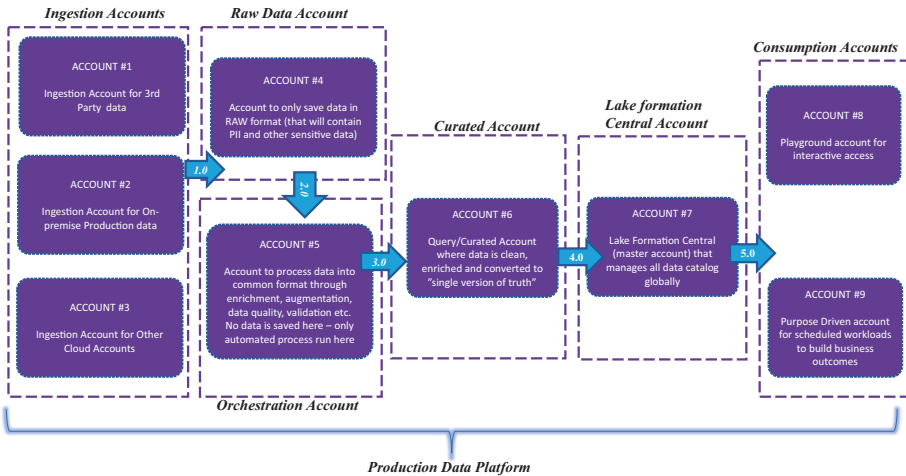 Ingestion Accounts
ACCOUNT #1
Ingestion Account for 3rd
Party data
ACCOUNT #2
Ingestion Account for On-
premise Production data
ACCOUNT #3
Ingestion Account for Other
Cloud Accounts
1.0
Raw Data Account
ACCOUNT #4
Account to only save data in
RAW format (that will contain
PII and other sensitive data)
2.0
ACCOUNT #5
Account to process data into
common format through
enrichment, augmentation,
data quality, validation etc.
No data is saved here – only
automated process run here
Orchestration Account
3.0
Curated Account
ACCOUNT #6
Query/Curated Account
where data is clean,
enriched and converted to
"single version of truth"
4.0
Lake formation
Central Account
ACCOUNT #7
Lake Formation Central
(master account) that
manages all data catalog
globally
5.0
Consumption Accounts
ACCOUNT #8
Playground account for
interactive access
ACCOUNT #9
Purpose Driven account
for scheduled workloads
to build business
outcomes
Production Data Platform